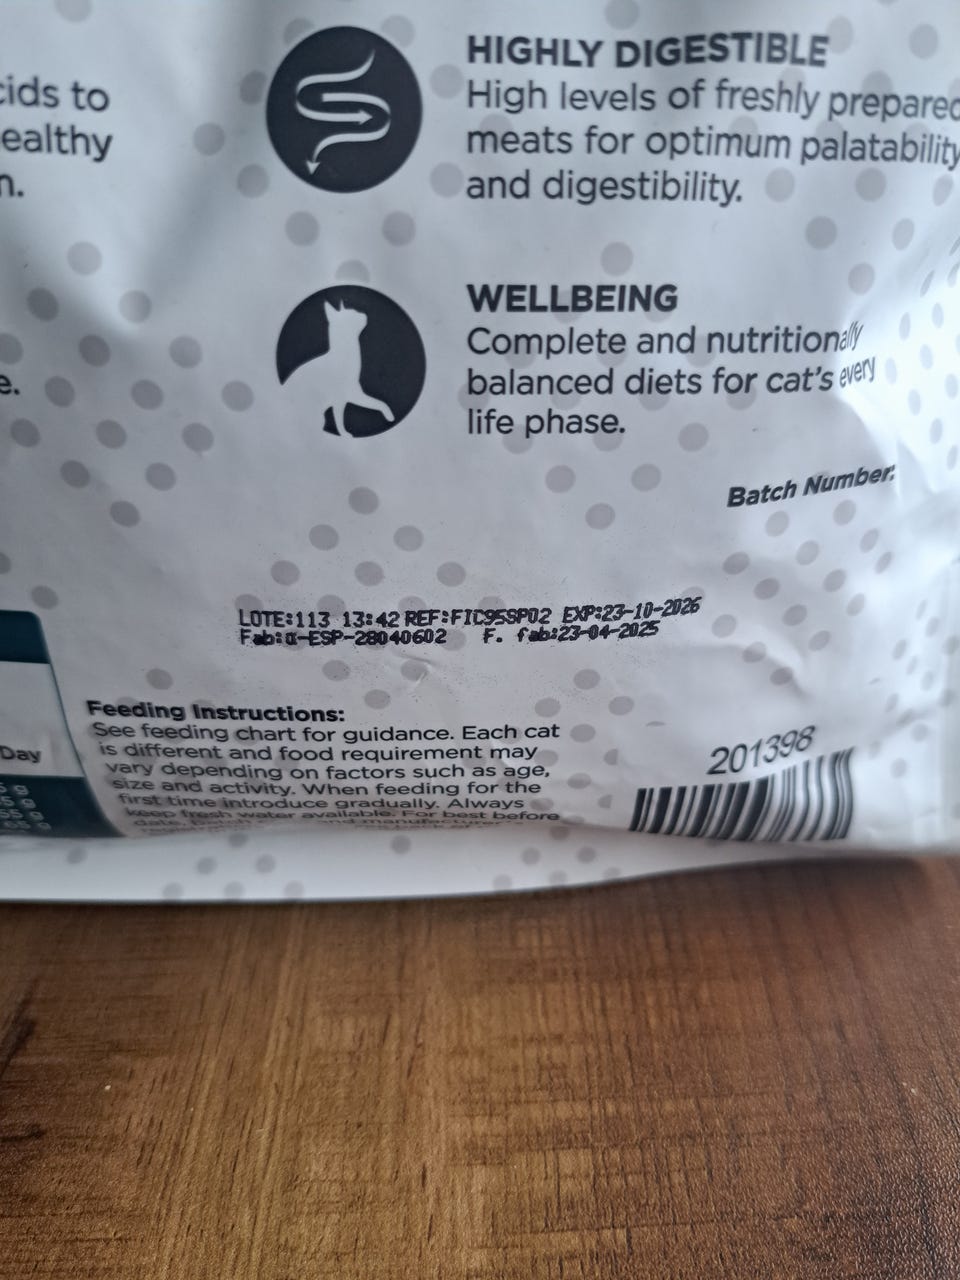 cids to
ealthy
n.
HIGHLY DIGESTIBLE
High levels of freshly prepared
meats for optimum palatability
and digestibility.
e.
WELLBEING
Complete and nutritionally
balanced diets for cat's every
life phase.
Batch Number:
LOTE:113 13:42 REF:FIC95SP02 EXP:23-10-2026
Fab:α-ESP-28040602 F. fab:23-04-2025
Day
Feeding Instructions:
See feeding chart for guidance. Each cat
is different and food requirement may
vary depending on factors such as age,
size and activity. When feeding for the
first time introduce gradually. Always
keep fresh water available. For best before
date, and manufacturer's
201398